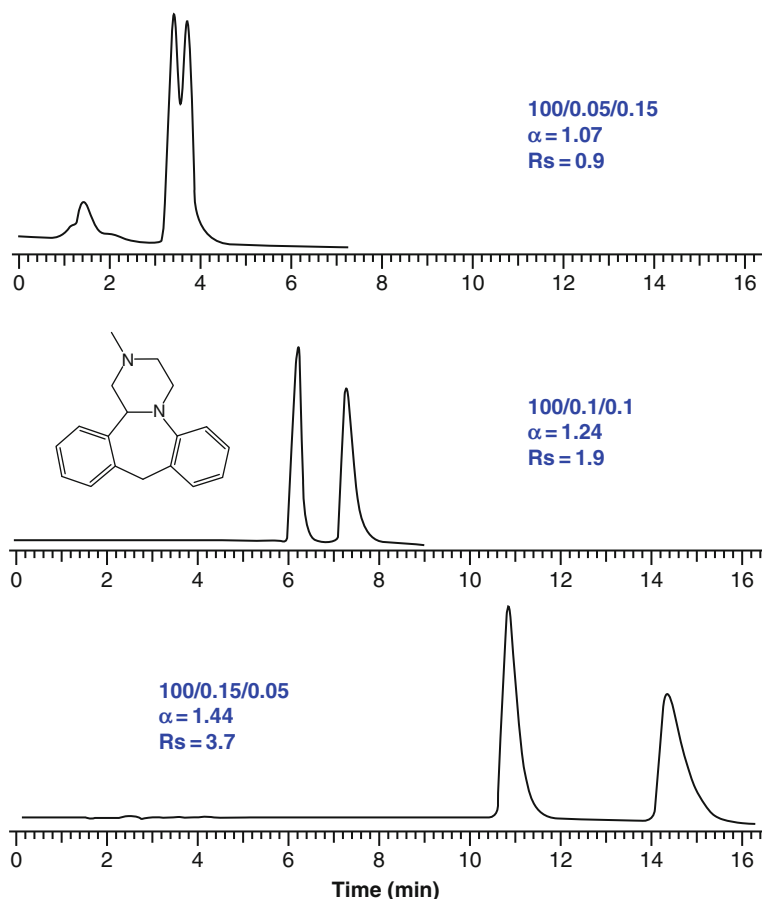 100/0.05/0.15
α = 1.07
Rs = 0.9
0 2 4 6 8 10 12 14 16
N
N
100/0.1/0.1
α = 1.24
Rs = 1.9
0 2 4 6 8 10 12 14 16
100/0.15/0.05
α = 1.44
Rs = 3.7
0 2 4 6 8 10 12 14 16
Time (min)